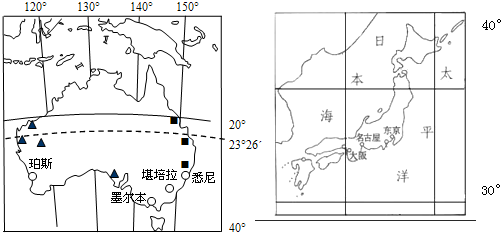 120° 130° 140° 150°
20°
23°26′
珀斯
堪培拉
悉尼
墨尔本
40°
40°
日
本
海
太
平
洋
东京
名古屋
大阪
30°